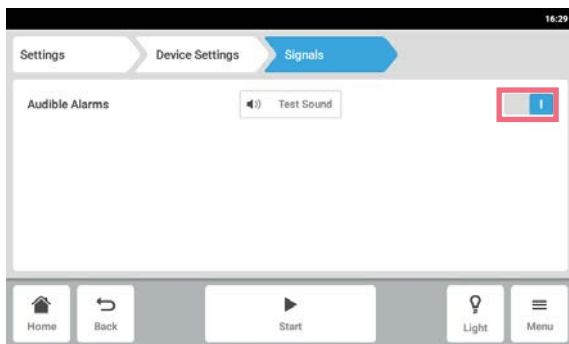 16:29
Settings
Device Settings
Signals
Audible Alarms
Test Sound
I
Home
Back
Start
Light
Menu